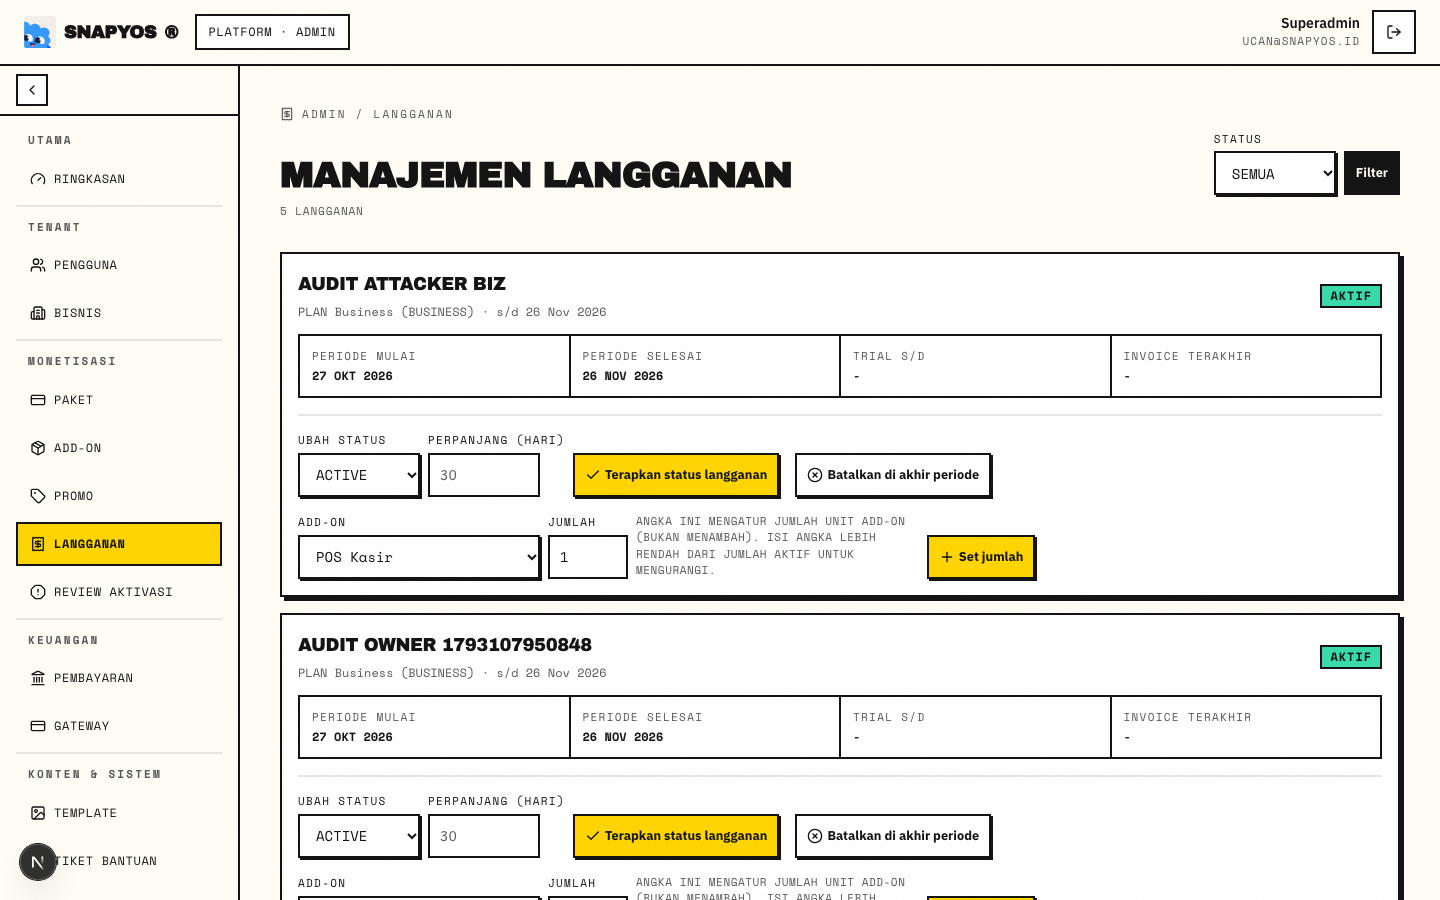 SNAPYOS ®
PLATFORM · ADMIN
Superadmin
UCAN@SNAPYOS.ID
UTAMA
RINGKASAN
TENANT
PENGGUNA
BISNIS
MONETISASI
PAKET
ADD-ON
PROMO
LANGGANAN
REVIEW AKTIVASI
KEUANGAN
PEMBAYARAN
GATEWAY
KONTEN & SISTEM
TEMPLATE
N
TIKET BANTUAN
ADMIN / LANGGANAN
MANAJEMEN LANGGANAN
5 LANGGANAN
STATUS
SEMUA
Filter
AUDIT ATTACKER BIZ
PLAN Business (BUSINESS) · s/d 26 Nov 2026
AKTIF
PERIODE MULAI
27 OKT 2026
PERIODE SELESAI
26 NOV 2026
TRIAL S/D
-
INVOICE TERAKHIR
-
UBAH STATUS
ACTIVE
PERPANJANG (HARI)
30
Terapkan status langganan
Batalkan di akhir periode
ADD-ON
POS Kasir
JUMLAH
1
ANGKA INI MENGATUR JUMLAH UNIT ADD-ON
(BUKAN MENAMBAH). ISI ANGKA LEBIH
RENDAH DARI JUMLAH AKTIF UNTUK
MENGURANGI.
Set jumlah
AUDIT OWNER 1793107950848
PLAN Business (BUSINESS) · s/d 26 Nov 2026
AKTIF
PERIODE MULAI
27 OKT 2026
PERIODE SELESAI
26 NOV 2026
TRIAL S/D
-
INVOICE TERAKHIR
-
UBAH STATUS
ACTIVE
PERPANJANG (HARI)
30
Terapkan status langganan
Batalkan di akhir periode
ADD-ON
JUMLAH
ANGKA INI MENGATUR JUMLAH UNIT ADD-ON
(BUKAN MENAMBAH). ISI ANGKA LEBIH